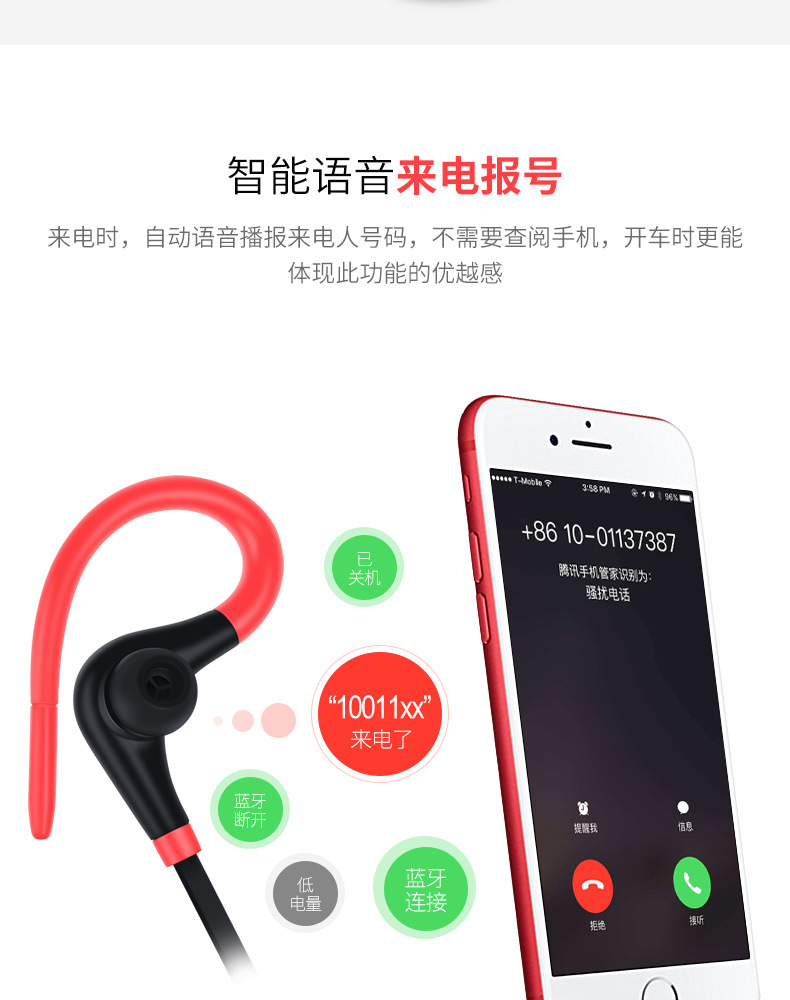 智能语音来电报号
来电时，自动语音播报来电人号码，不需要查阅手机，开车时更能
体现此功能的优越感
T-Mobile
3:58 PM
96%
+86 10-01137387
腾讯手机管家识别为：
骚扰电话
已
关机
“10011xx”
来电了
蓝牙
断开
提醒我
信息
低
电量
蓝牙
连接
拒绝
接听